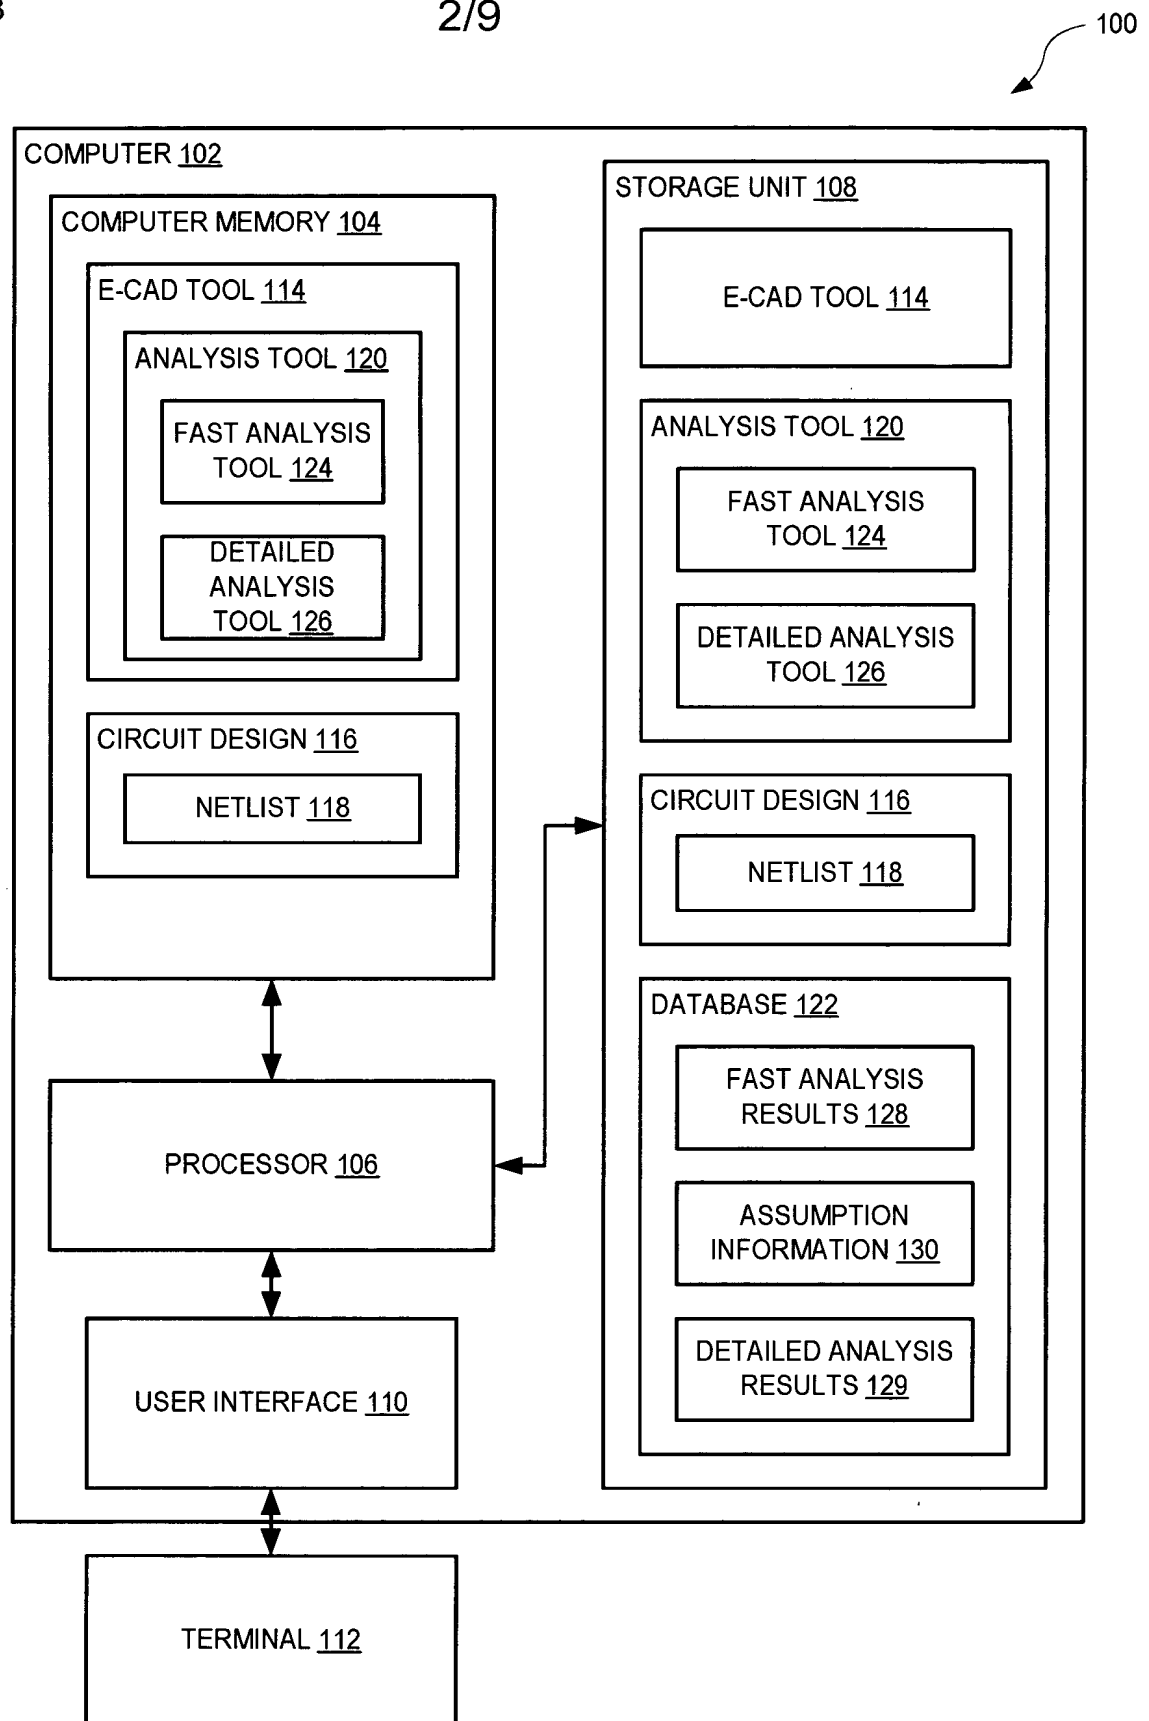 2/9
100
COMPUTER 102
COMPUTER MEMORY 104
E-CAD TOOL 114
ANALYSIS TOOL 120
FAST ANALYSIS
TOOL 124
DETAILED
ANALYSIS
TOOL 126
CIRCUIT DESIGN 116
NETLIST 118
PROCESSOR 106
USER INTERFACE 110
TERMINAL 112
STORAGE UNIT 108
E-CAD TOOL 114
ANALYSIS TOOL 120
FAST ANALYSIS
TOOL 124
DETAILED ANALYSIS
TOOL 126
CIRCUIT DESIGN 116
NETLIST 118
DATABASE 122
FAST ANALYSIS
RESULTS 128
ASSUMPTION
INFORMATION 130
DETAILED ANALYSIS
RESULTS 129